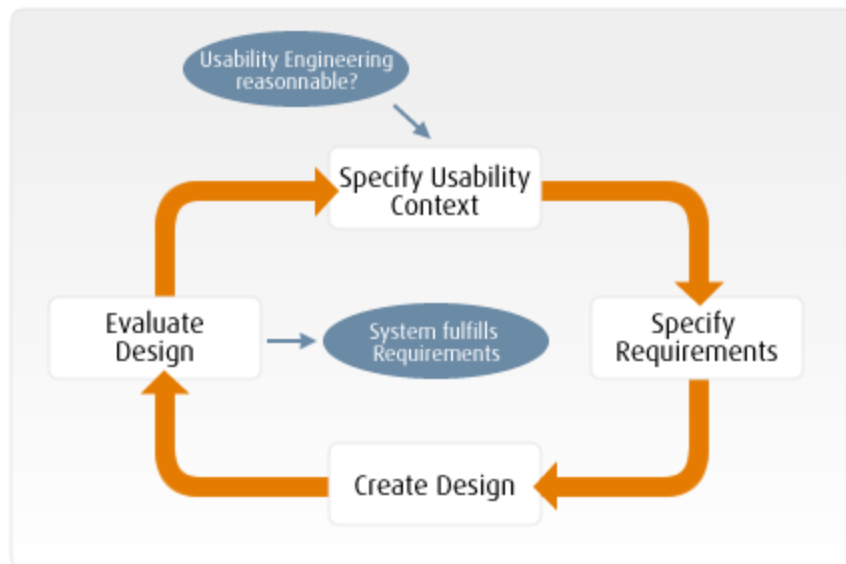 Usability Engineering
reasonnable?
Specify Usability
Context
Evaluate
Design
System fulfills
Requirements
Specify
Requirements
Create Design